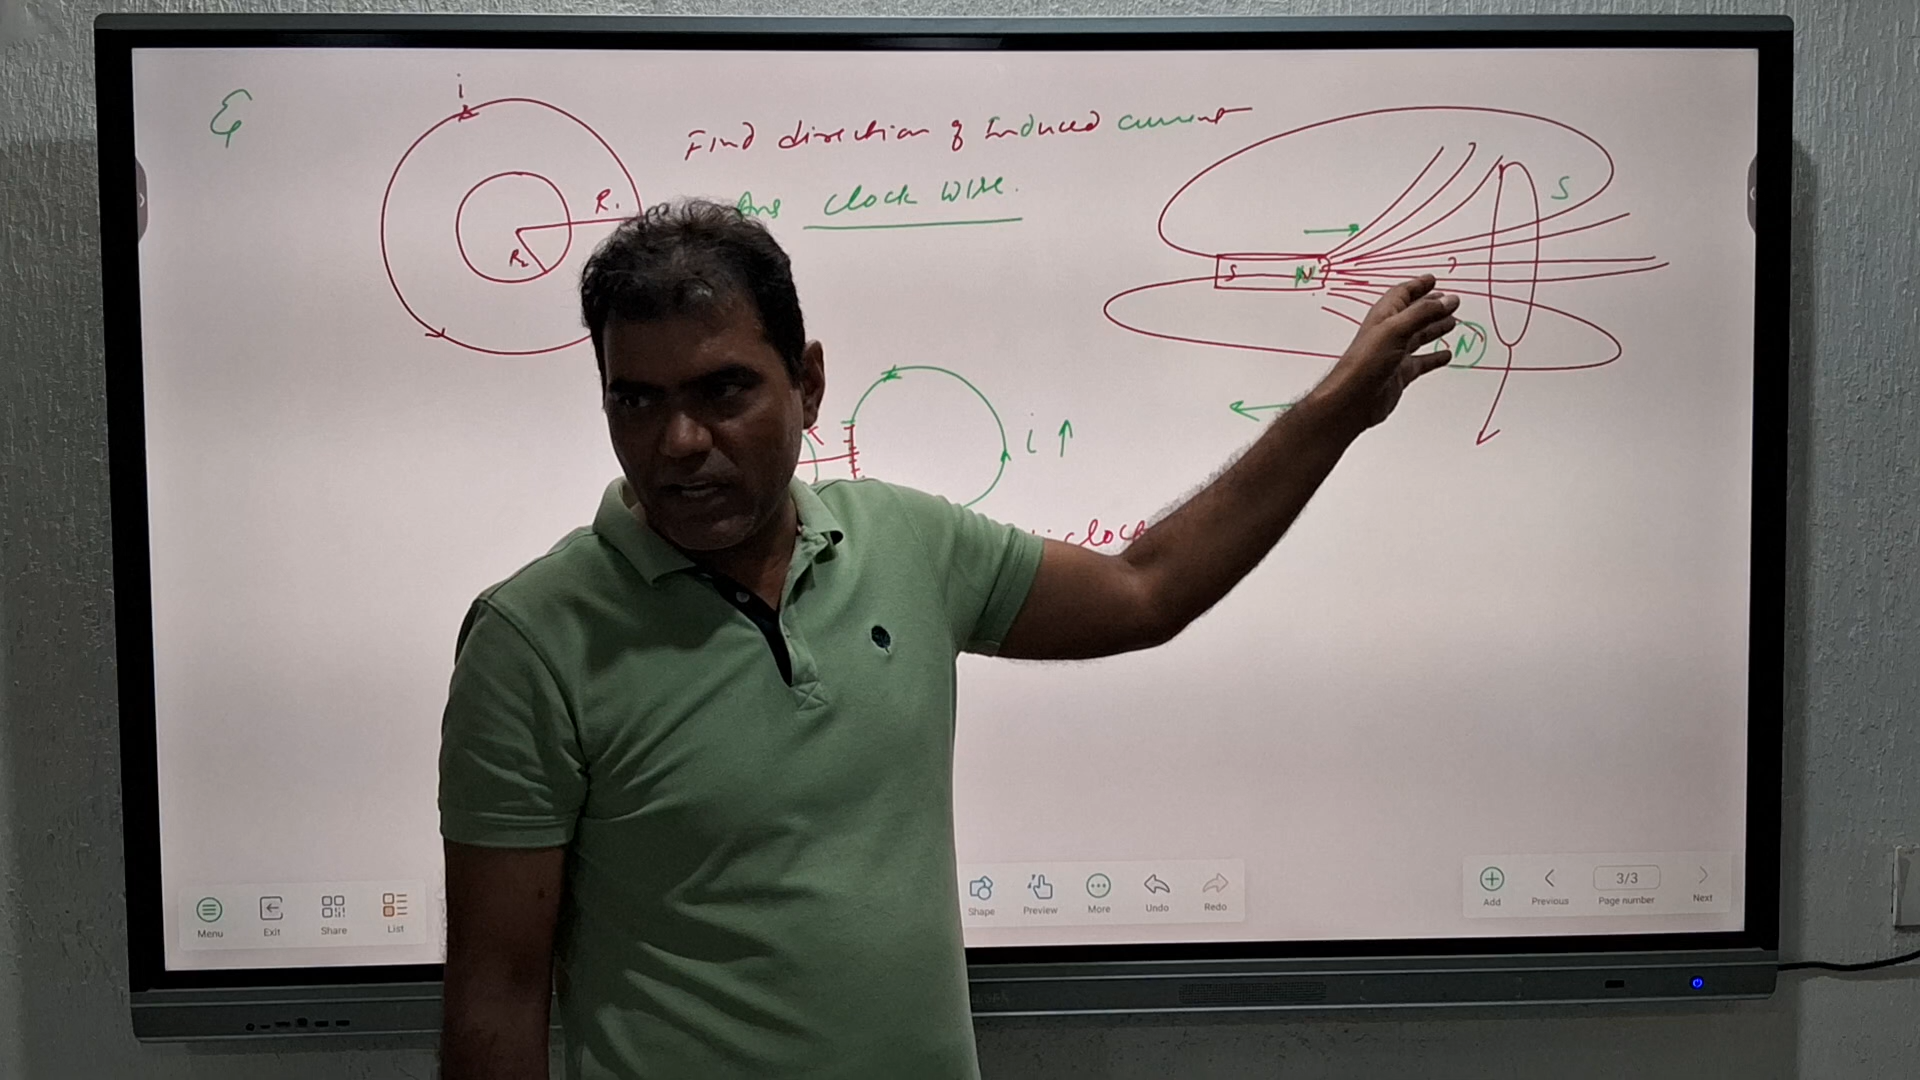 i
Find direction of Induced current
Ans clock wise.
R1
R2
S
S N
N
i ↑
clock
Menu Exit Share List
Shape Preview More Undo Redo
Add Previous 3/3 Page number Next